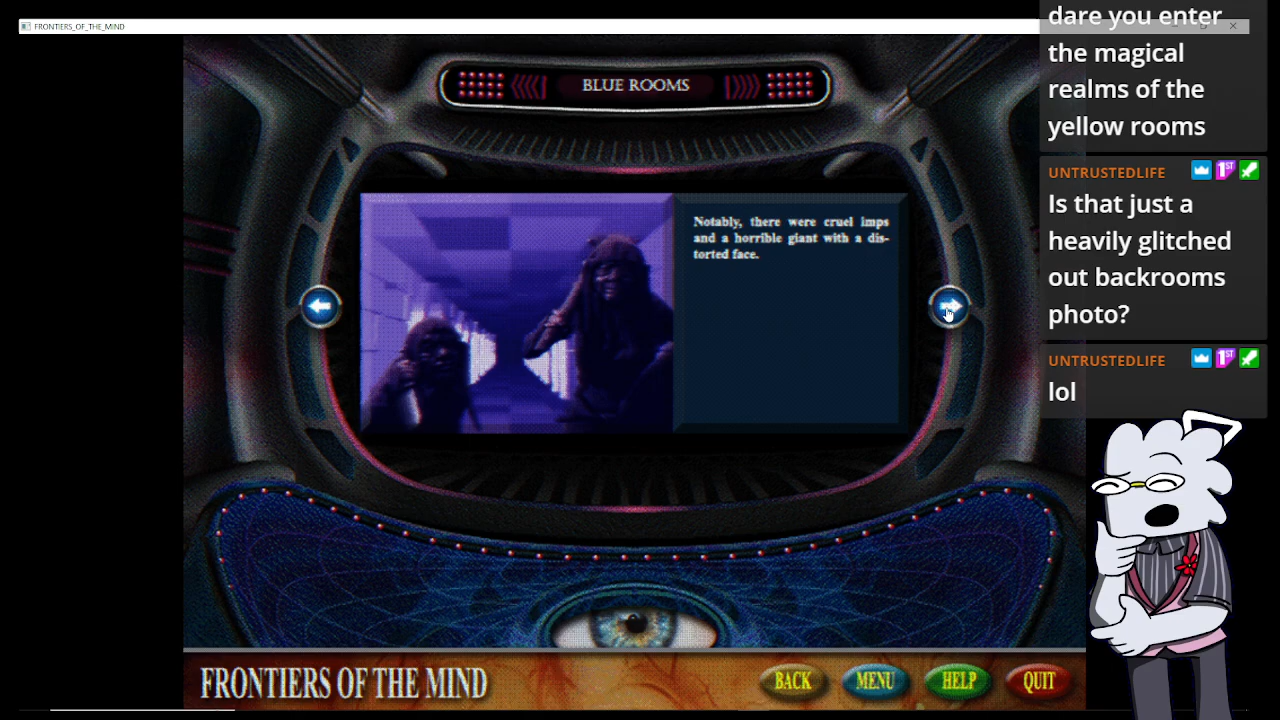 FRONTIERS_OF_THE_MIND
BLUE ROOMS
Notably, there were cruel imps
and a horrible giant with a dis-
torted face.
FRONTIERS OF THE MIND
BACK
MENU
HELP
QUIT
dare you enter
the magical
realms of the
yellow rooms
UNTRUSTEDLIFE 1ST
Is that just a
heavily glitched
out backrooms
photo?
UNTRUSTEDLIFE 1ST
lol